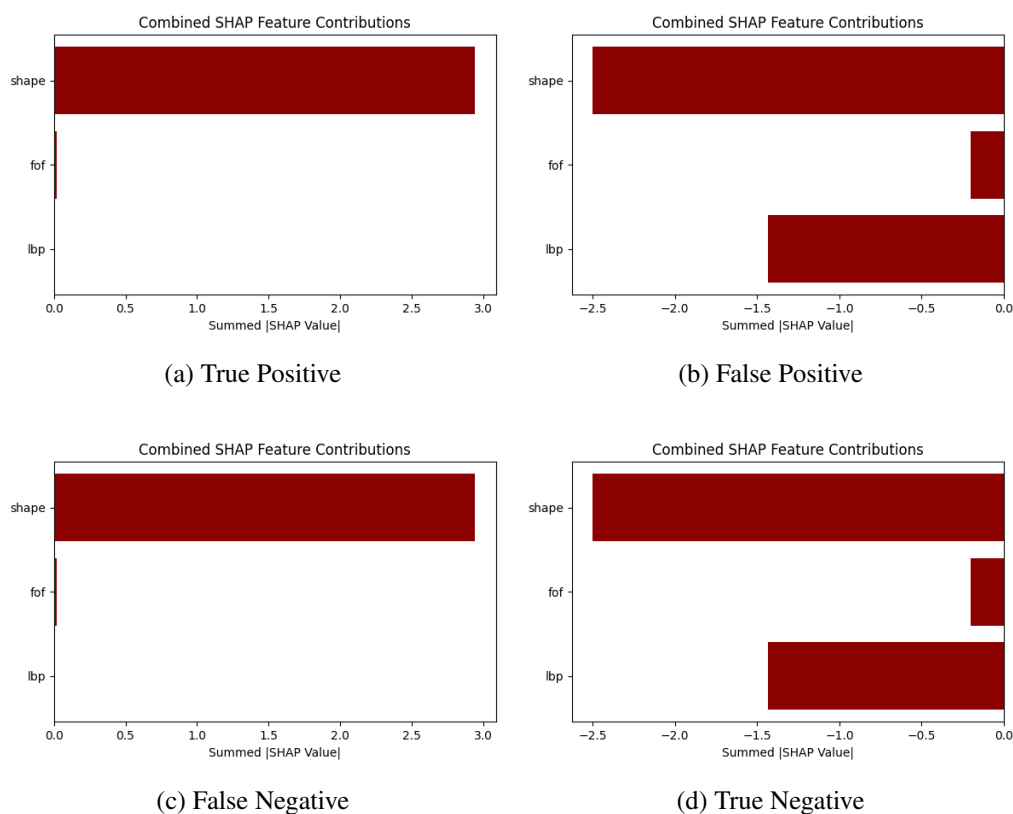 Combined SHAP Feature Contributions
shape
fof
lbp
0.0 0.5 1.0 1.5 2.0 2.5 3.0
Summed |SHAP Value|
(a) True Positive
Combined SHAP Feature Contributions
shape
fof
lbp
−2.5 −2.0 −1.5 −1.0 −0.5 0.0
Summed |SHAP Value|
(b) False Positive
Combined SHAP Feature Contributions
shape
fof
lbp
0.0 0.5 1.0 1.5 2.0 2.5 3.0
Summed |SHAP Value|
(c) False Negative
Combined SHAP Feature Contributions
shape
fof
lbp
−2.5 −2.0 −1.5 −1.0 −0.5 0.0
Summed |SHAP Value|
(d) True Negative